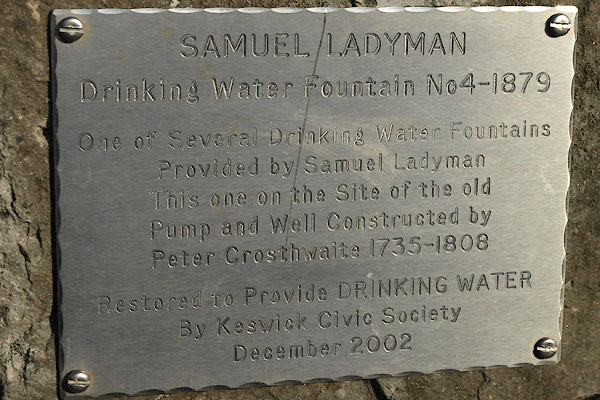 SAMUEL LADYMAN
Drinking Water Fountain No4-1879
One of Several Drinking Water Fountains
Provided by Samuel Ladyman
This one on the Site of the old
Pump and Well Constructed by
Peter Crosthwaite 1735-1808
Restored to Provide DRINKING WATER
By Keswick Civic Society
December 2002